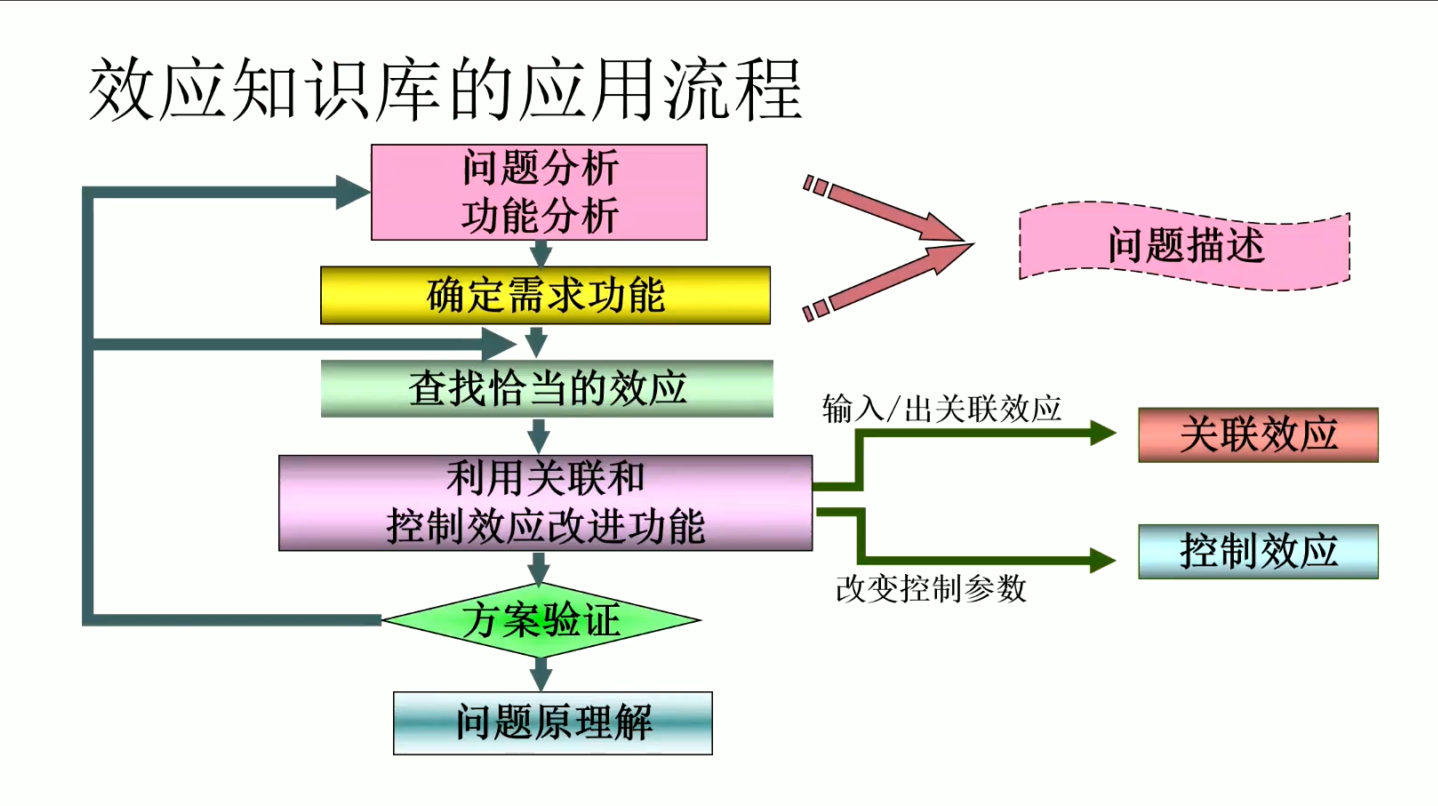 效应知识库的应用流程
问题分析
功能分析
问题描述
确定需求功能
查找恰当的效应
输入/出关联效应
关联效应
利用关联和
控制效应改进功能
控制效应
改变控制参数
方案验证
问题原理解